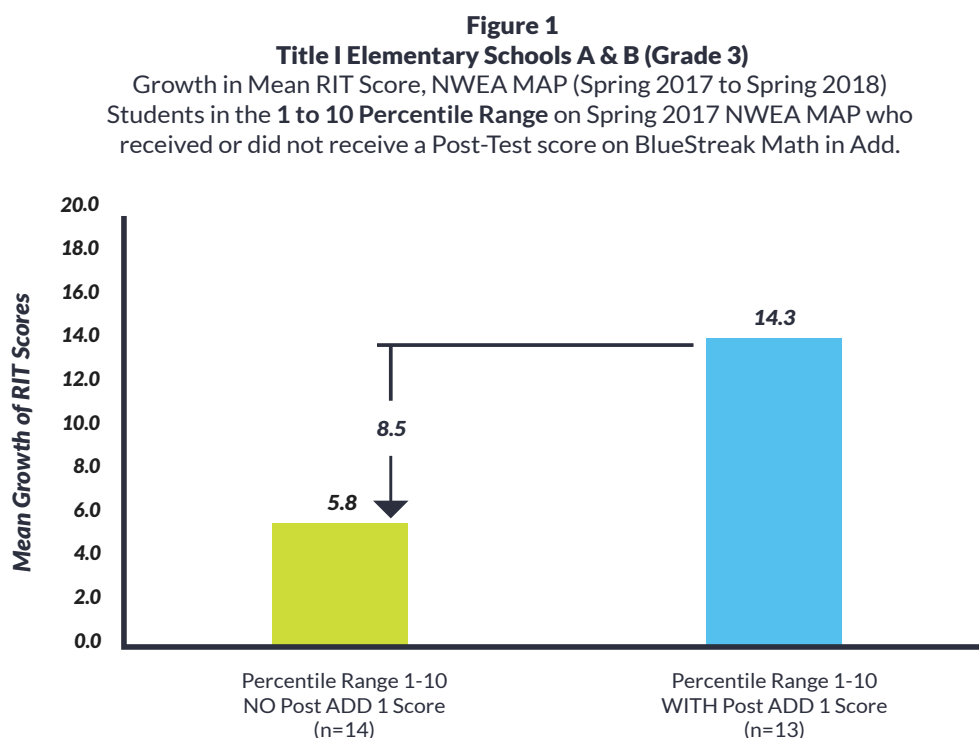 Figure 1
Title I Elementary Schools A & B (Grade 3)
Growth in Mean RIT Score, NWEA MAP (Spring 2017 to Spring 2018)
Students in the 1 to 10 Percentile Range on Spring 2017 NWEA MAP who
received or did not receive a Post-Test score on BlueStreak Math in Add.
Mean Growth of RIT Scores
20.0
18.0
16.0
14.0
12.0
10.0
8.0
6.0
4.0
2.0
0.0
14.3
8.5
5.8
Percentile Range 1-10
NO Post ADD 1 Score
(n=14)
Percentile Range 1-10
WITH Post ADD 1 Score
(n=13)